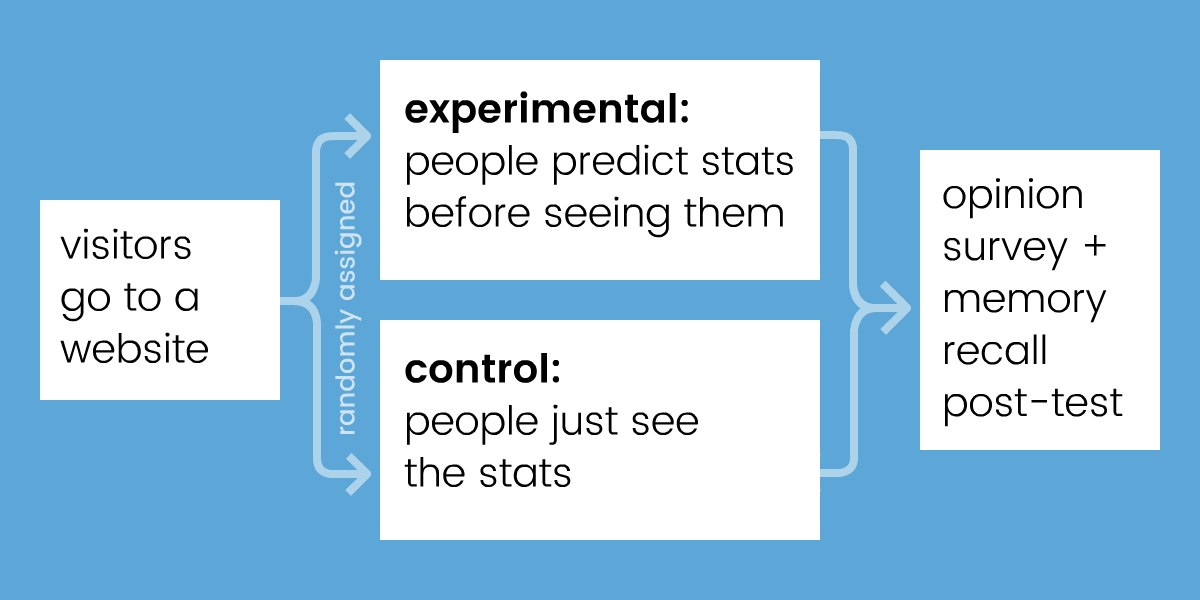 visitors
go to a
website
randomly assigned
experimental:
people predict stats
before seeing them
control:
people just see
the stats
opinion
survey +
memory
recall
post-test